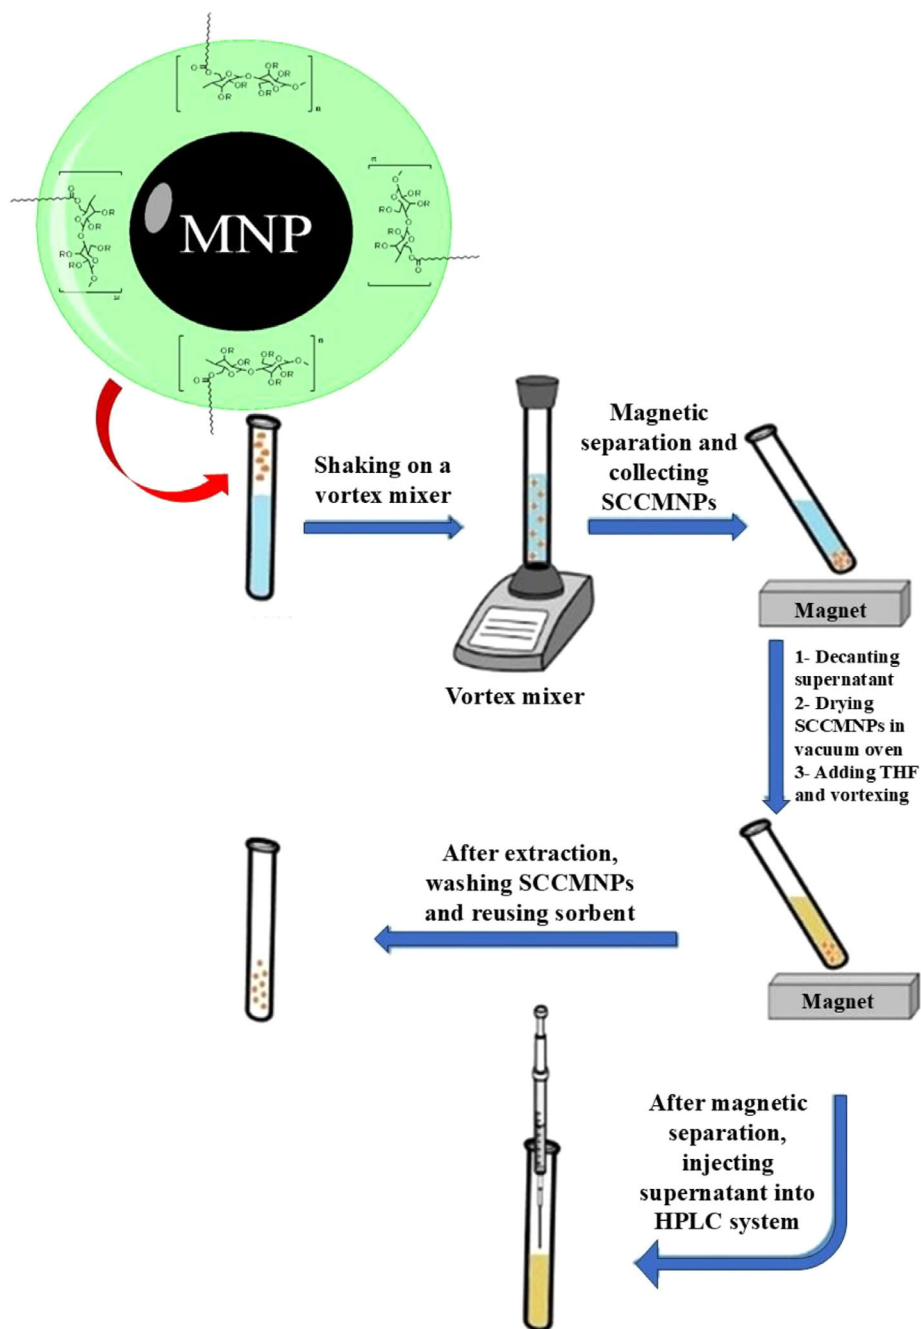 MNP
Shaking on a
vortex mixer
Vortex mixer
Magnetic
separation and
collecting
SCCMNPs
Magnet
1- Decanting
supernatant
2- Drying
SCCMNPs in
vacuum oven
3- Adding THF
and vortexing
Magnet
After extraction,
washing SCCMNPs
and reusing sorbent
After magnetic
separation,
injecting
supernatant into
HPLC system